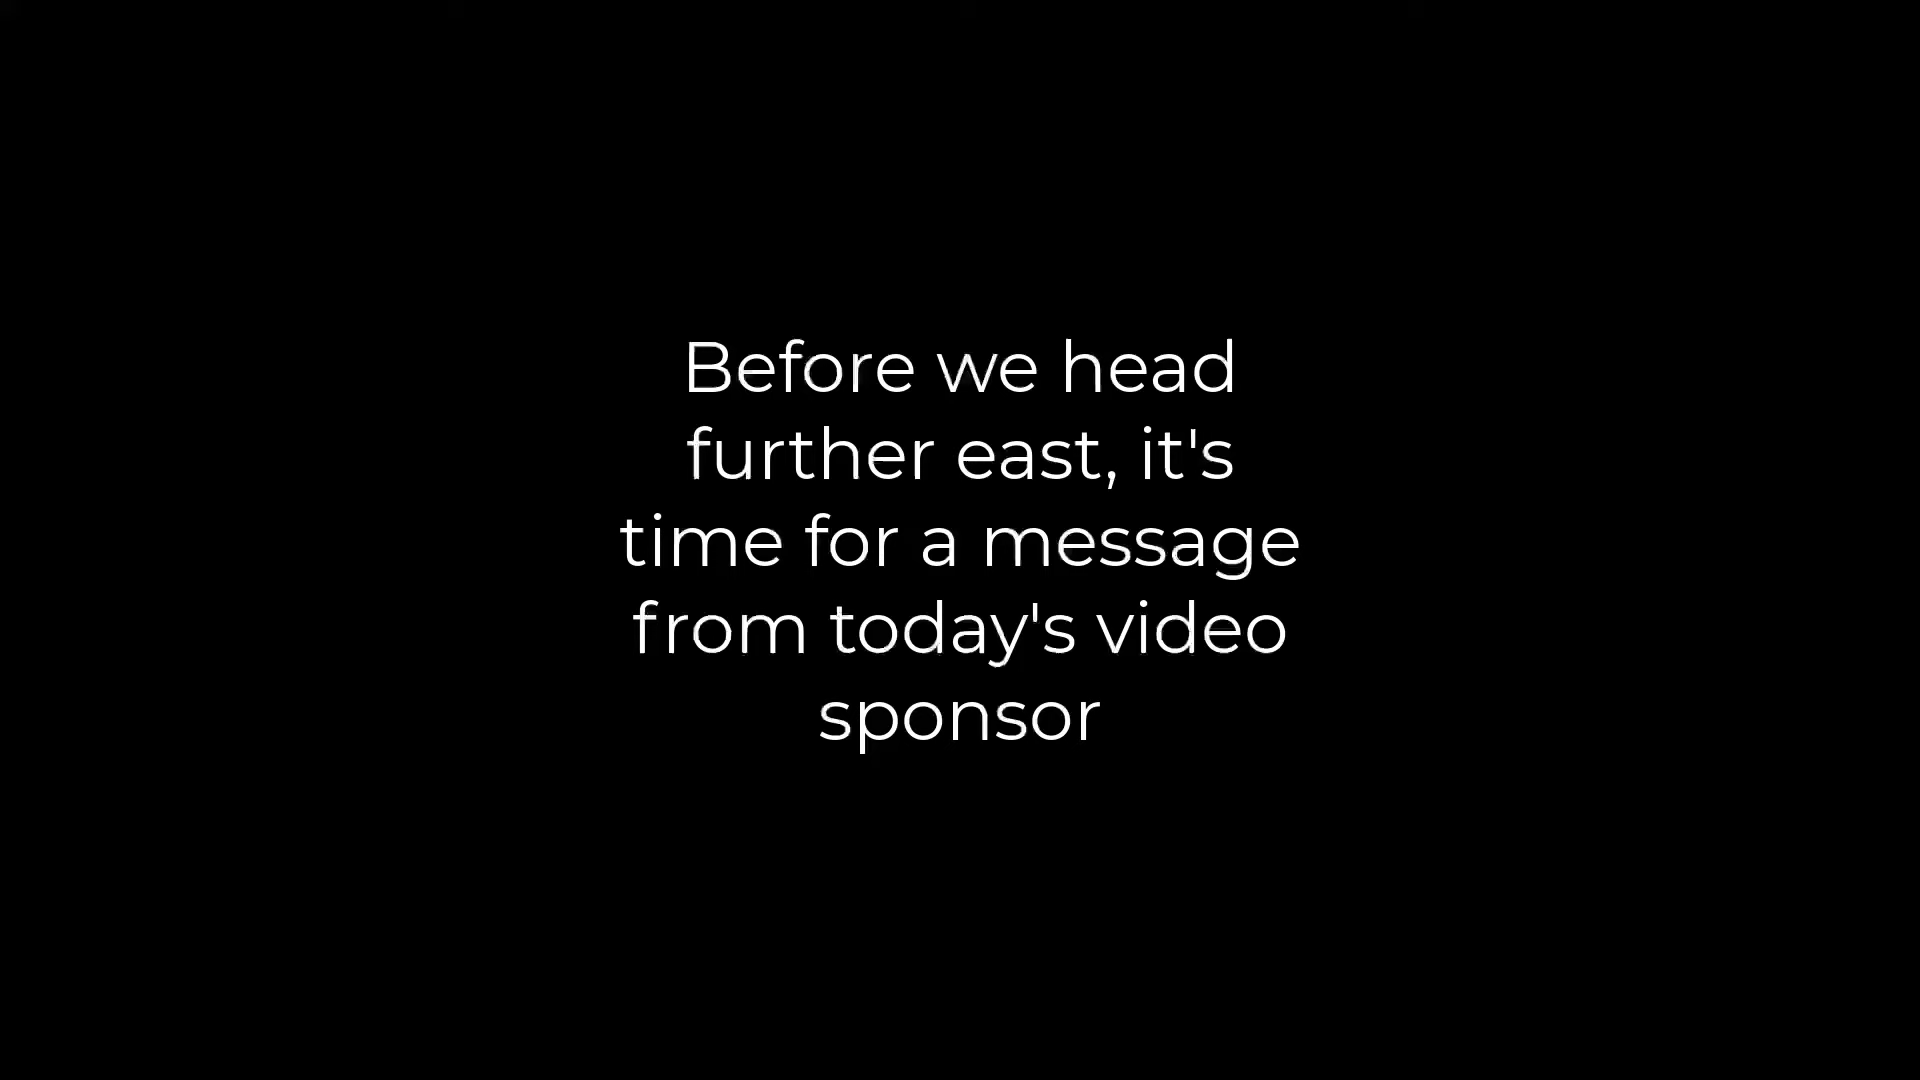 Before we head
further east, it's
time for a message
from today's video
sponsor